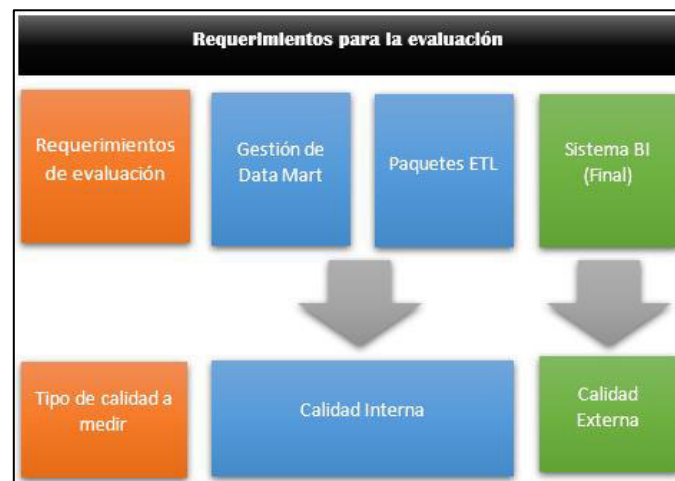 Requerimientos para la evaluación
Requerimientos
de evaluación
Gestión de
Data Mart
Paquetes ETL
Sistema BI
(Final)
Tipo de calidad a
medir
Calidad Interna
Calidad
Externa